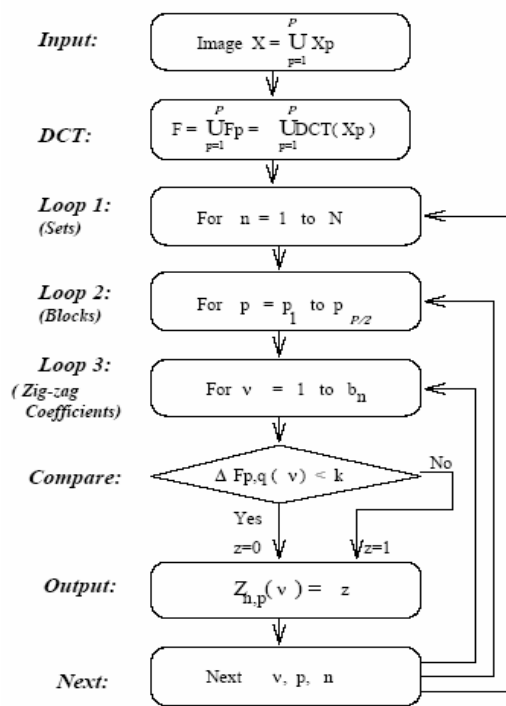 Input:
P
Image X = U Xp
p=1
DCT:
P P
F = U Fp = U DCT( Xp )
p=1 p=1
Loop 1:
(Sets)
For n = 1 to N
Loop 2:
(Blocks)
For p = p1 to p P/2
Loop 3:
( Zig-zag
Coefficients)
For ν = 1 to bn
Compare:
Δ Fp,q ( ν) < k
No
Yes
z=0 z=1
Output:
Zn,p( ν ) = z
Next:
Next ν, p, n